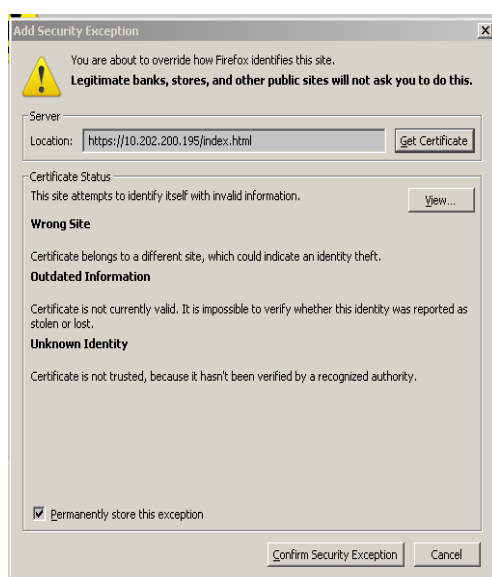 Add Security Exception
You are about to override how Firefox identifies this site.
Legitimate banks, stores, and other public sites will not ask you to do this.
Server
Location: https://10.202.200.195/index.html Get Certificate
Certificate Status
This site attempts to identify itself with invalid information. View...
Wrong Site
Certificate belongs to a different site, which could indicate an identity theft.
Outdated Information
Certificate is not currently valid. It is impossible to verify whether this identity was reported as
stolen or lost.
Unknown Identity
Certificate is not trusted, because it hasn't been verified by a recognized authority.
Permanently store this exception
Confirm Security Exception Cancel